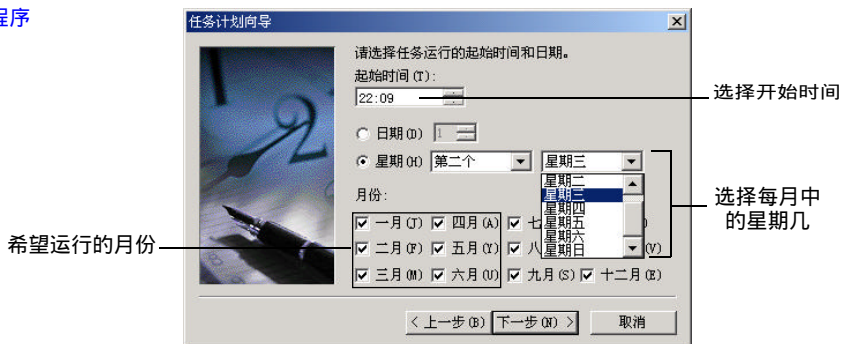 程序
任务计划向导
请选择任务运行的起始时间和日期。
起始时间(T):
22:09
选择开始时间
日期(D) 1
星期(H) 第二个 星期三
星期二
星期三
星期四
星期五
星期六
星期日
选择每月中
的星期几
月份:
希望运行的月份
一月(J) 四月(A) 七 )
二月(F) 五月(Y) 八 (V)
三月(M) 六月(U) 九月(S) 十二月(E)
< 上一步(B) 下一步(N) > 取消